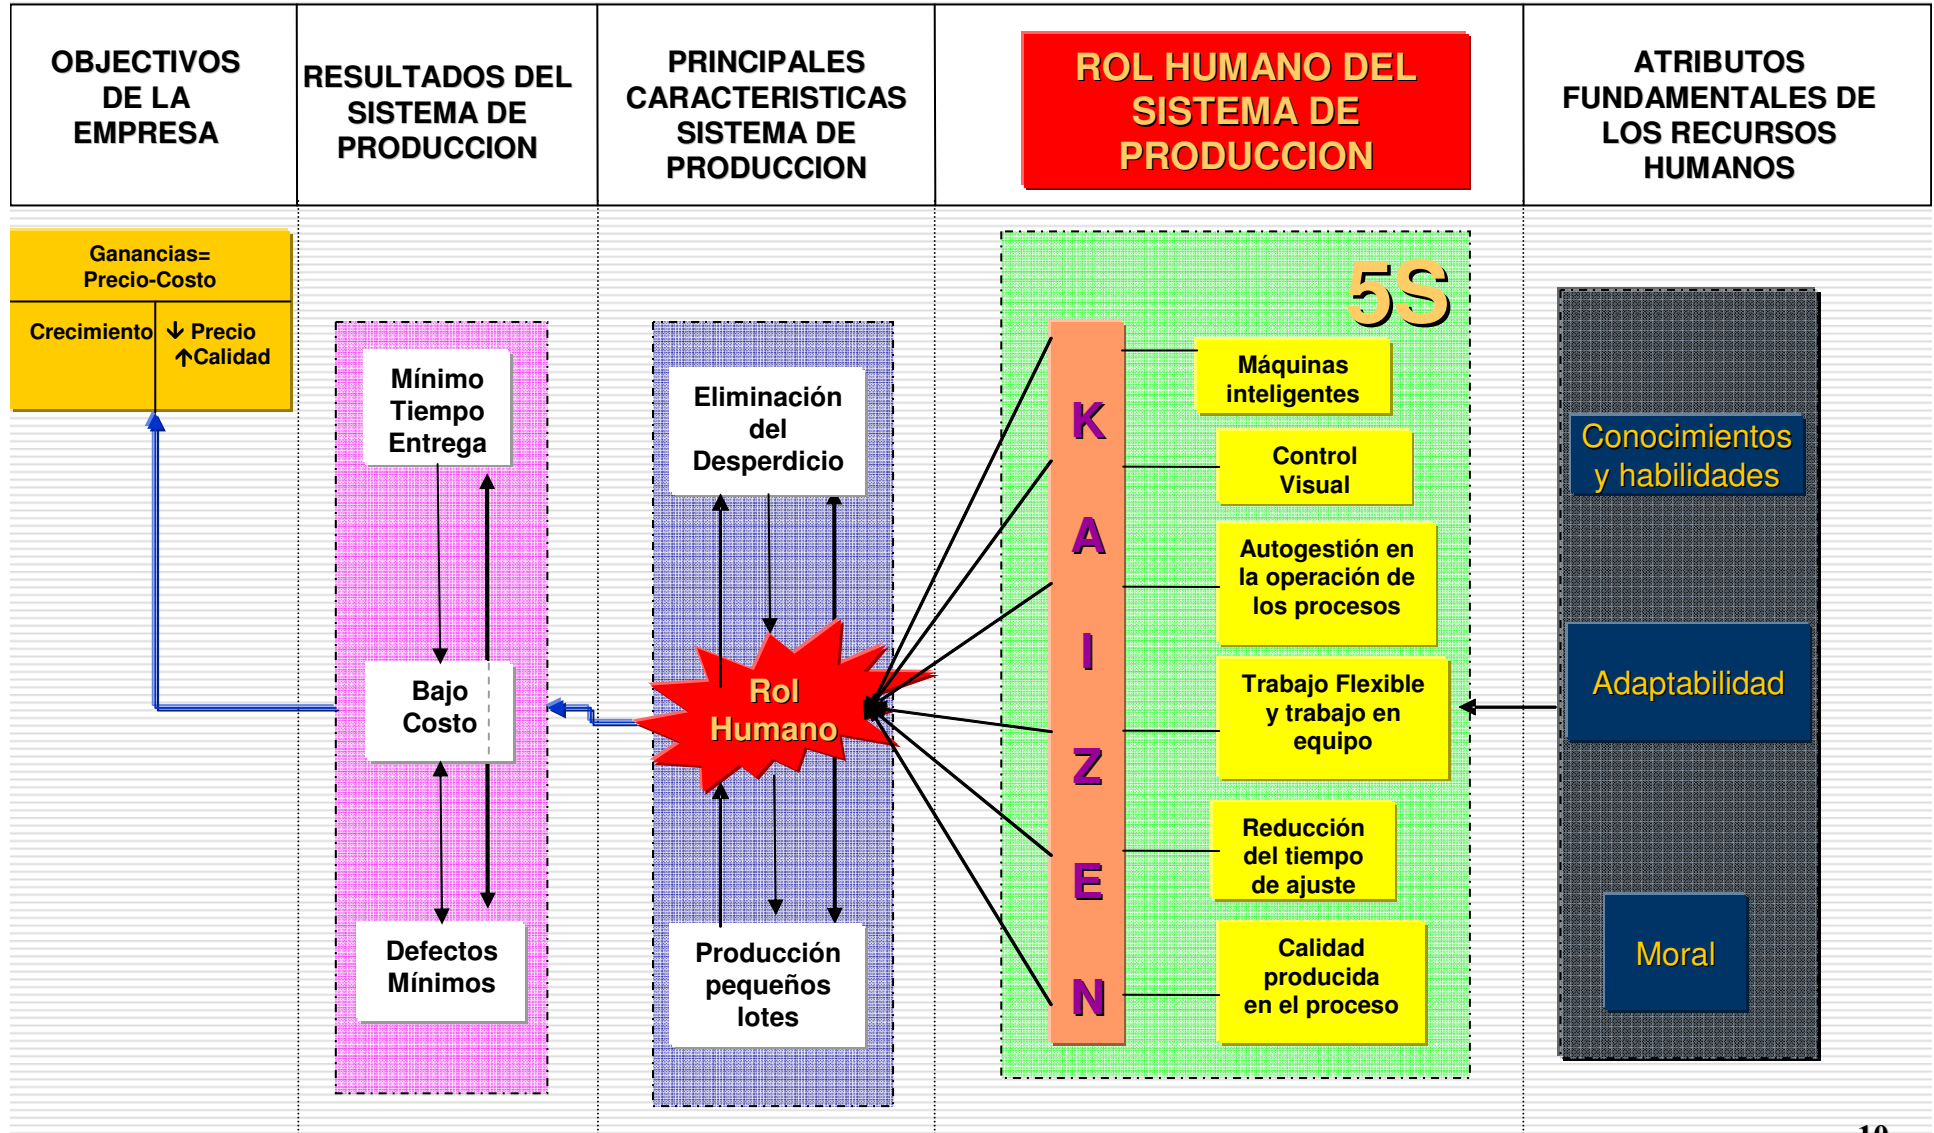 OBJECTIVOS
DE LA
EMPRESA
RESULTADOS DEL
SISTEMA DE
PRODUCCION
PRINCIPALES
CARACTERISTICAS
SISTEMA DE
PRODUCCION
ROL HUMANO DEL
SISTEMA DE
PRODUCCION
ATRIBUTOS
FUNDAMENTALES DE
LOS RECURSOS
HUMANOS
Ganancias=
Precio-Costo
Crecimiento
↓ Precio
↑Calidad
Mínimo
Tiempo
Entrega
Bajo
Costo
Defectos
Mínimos
Eliminación
del
Desperdicio
Rol
Humano
Producción
pequeños
lotes
5S
K
A
I
Z
E
N
Máquinas
inteligentes
Control
Visual
Autogestión en
la operación de
los procesos
Trabajo Flexible
y trabajo en
equipo
Reducción
del tiempo
de ajuste
Calidad
producida
en el proceso
Conocimientos
y habilidades
Adaptabilidad
Moral